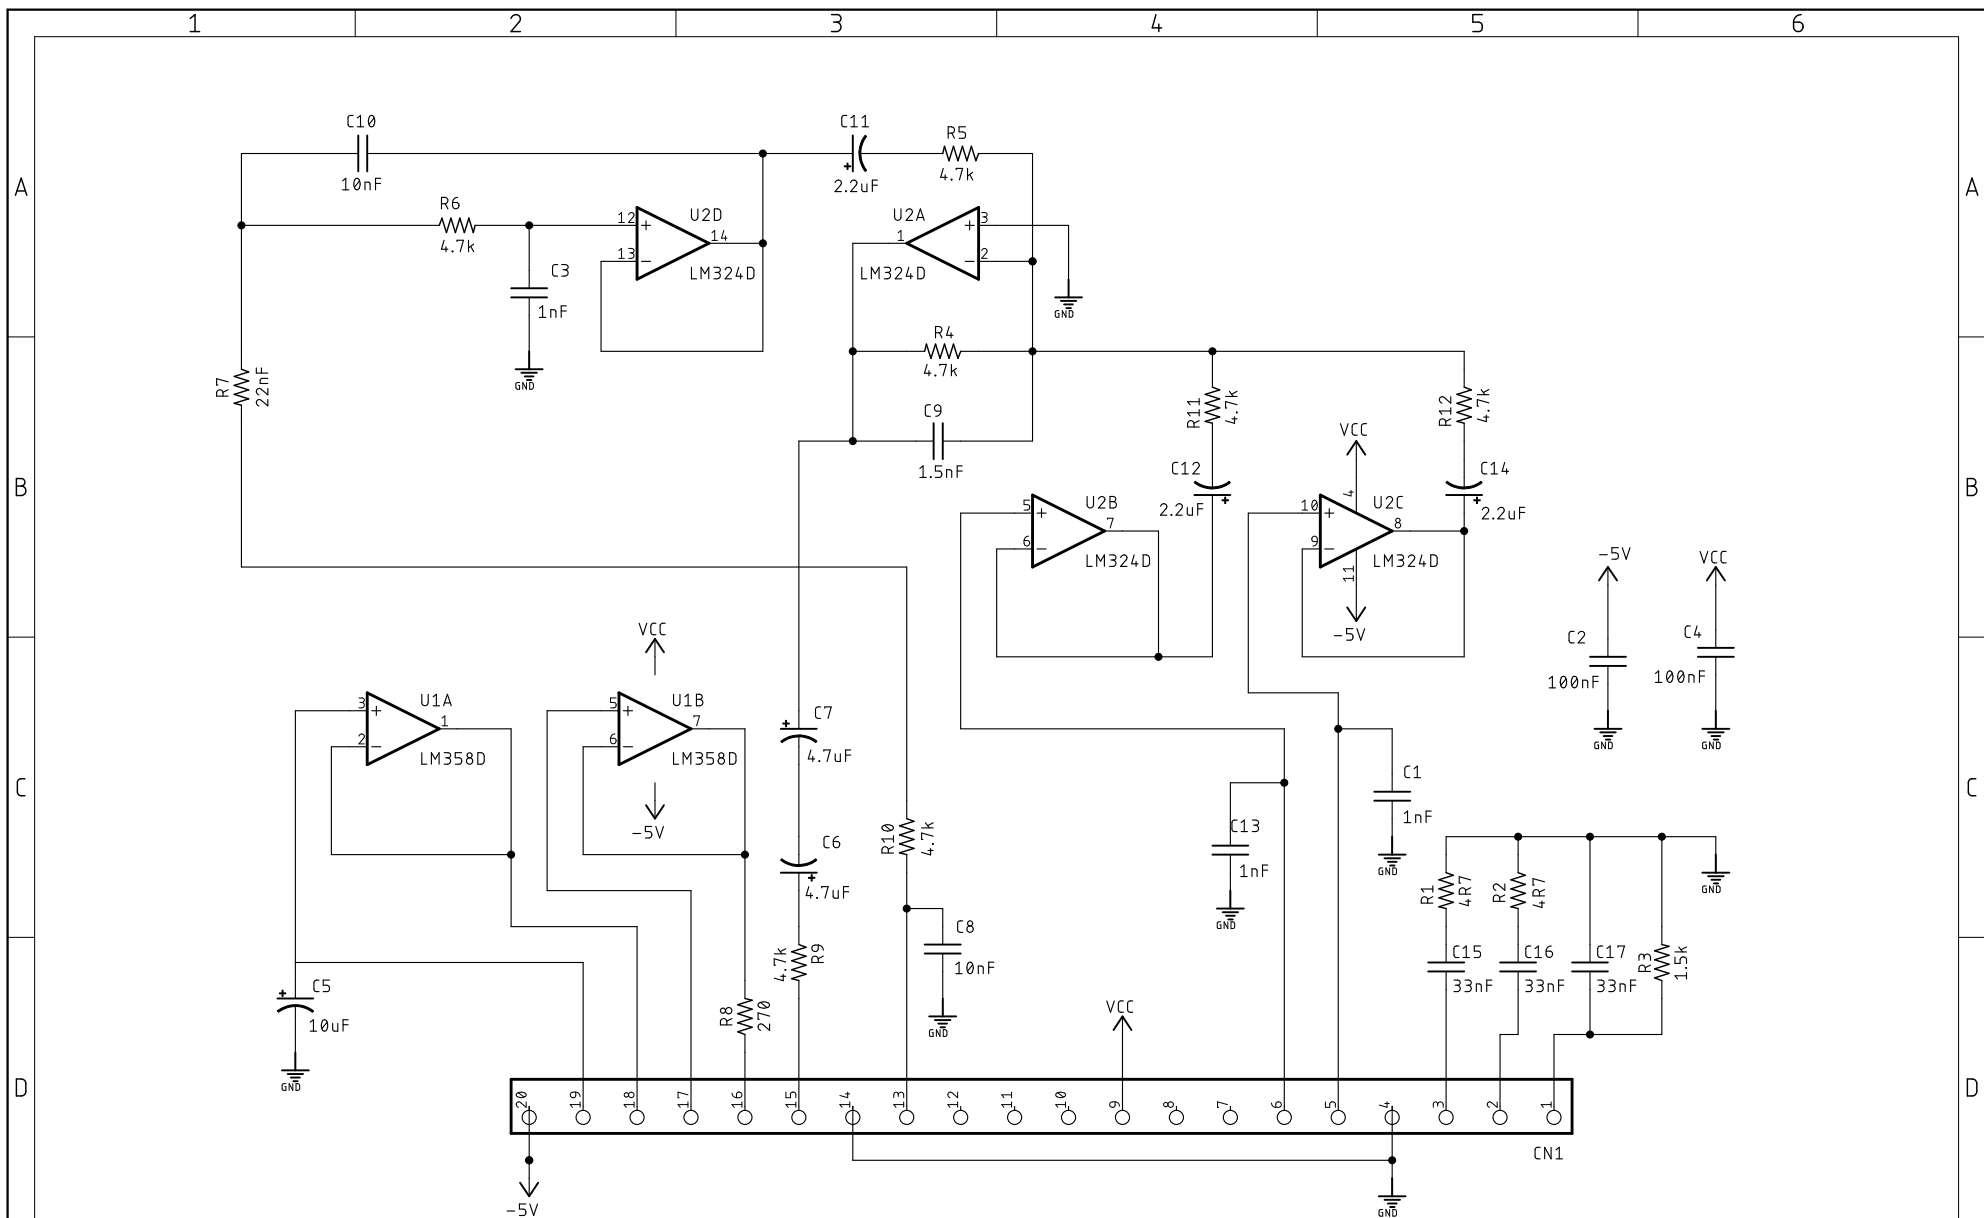 1 2 3 4 5 6
A A
B B
C C
D D
C10
10nF
R6
4.7k
C3
1nF
GND
12
13
+
−
14
U2D
LM324D
C11
+
2.2uF
R5
4.7k
U2A
LM324D
1
3
2
+
−
GND
R4
4.7k
C9
1.5nF
R7
22nF
R11
4.7k
C12
+
2.2uF
R12
4.7k
C14
+
2.2uF
U2B
LM324D
5
6
+
−
7
VCC
4
U2C
LM324D
10
9
+
−
8
11
-5V
-5V
C2
100nF
GND
VCC
C4
100nF
GND
U1A
LM358D
3
2
+
−
1
VCC
U1B
LM358D
5
6
+
−
7
-5V
C7
+
4.7uF
C6
+
4.7uF
R9
4.7k
R10
4.7k
C8
10nF
GND
C13
1nF
GND
C1
1nF
GND
R1
4R7
R2
4R7
C15
33nF
C16
33nF
C17
33nF
R3
1.5k
GND
C5
+
10uF
GND
R8
270
VCC
20 19 18 17 16 15 14 13 12 11 10 9 8 7 6 5 4 3 2 1
CN1
-5V
GND